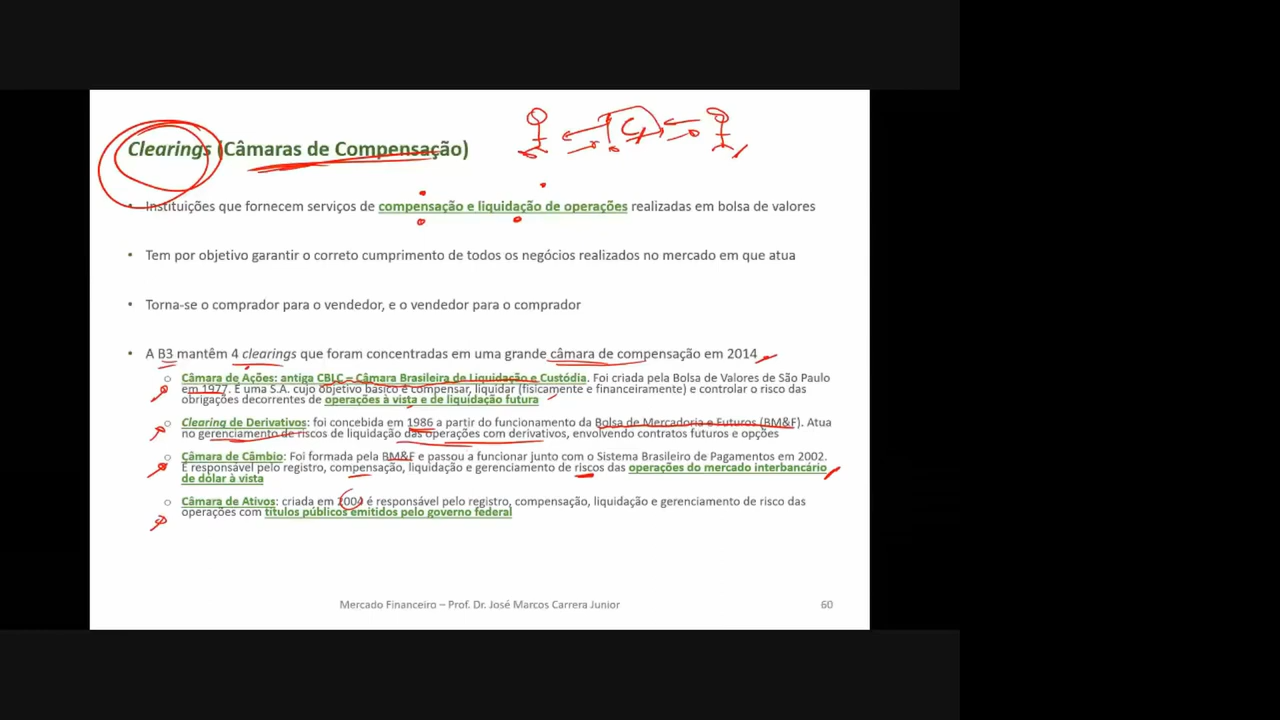 Clearings (Câmaras de Compensação)
C
• Instituições que fornecem serviços de compensação e liquidação de operações realizadas em bolsa de valores
• Tem por objetivo garantir o correto cumprimento de todos os negócios realizados no mercado em que atua
• Torna-se o comprador para o vendedor, e o vendedor para o comprador
• A B3 mantêm 4 clearings que foram concentradas em uma grande câmara de compensação em 2014
o Câmara de Ações: antiga CBLC – Câmara Brasileira de Liquidação e Custódia. Foi criada pela Bolsa de Valores de São Paulo
em 1977. É uma S.A. cujo objetivo básico é compensar, liquidar (fisicamente e financeiramente) e controlar o risco das
obrigações decorrentes de operações à vista e de liquidação futura
o Clearing de Derivativos: foi concebida em 1986 a partir do funcionamento da Bolsa de Mercadoria e Futuros (BM&F). Atua
no gerenciamento de riscos de liquidação das operações com derivativos, envolvendo contratos futuros e opções
o Câmara de Câmbio: Foi formada pela BM&F e passou a funcionar junto com o Sistema Brasileiro de Pagamentos em 2002.
É responsável pelo registro, compensação, liquidação e gerenciamento de riscos das operações do mercado interbancário
de dólar à vista
o Câmara de Ativos: criada em 2004 é responsável pelo registro, compensação, liquidação e gerenciamento de risco das
operações com títulos públicos emitidos pelo governo federal
Mercado Financeiro – Prof. Dr. José Marcos Carrera Junior
60